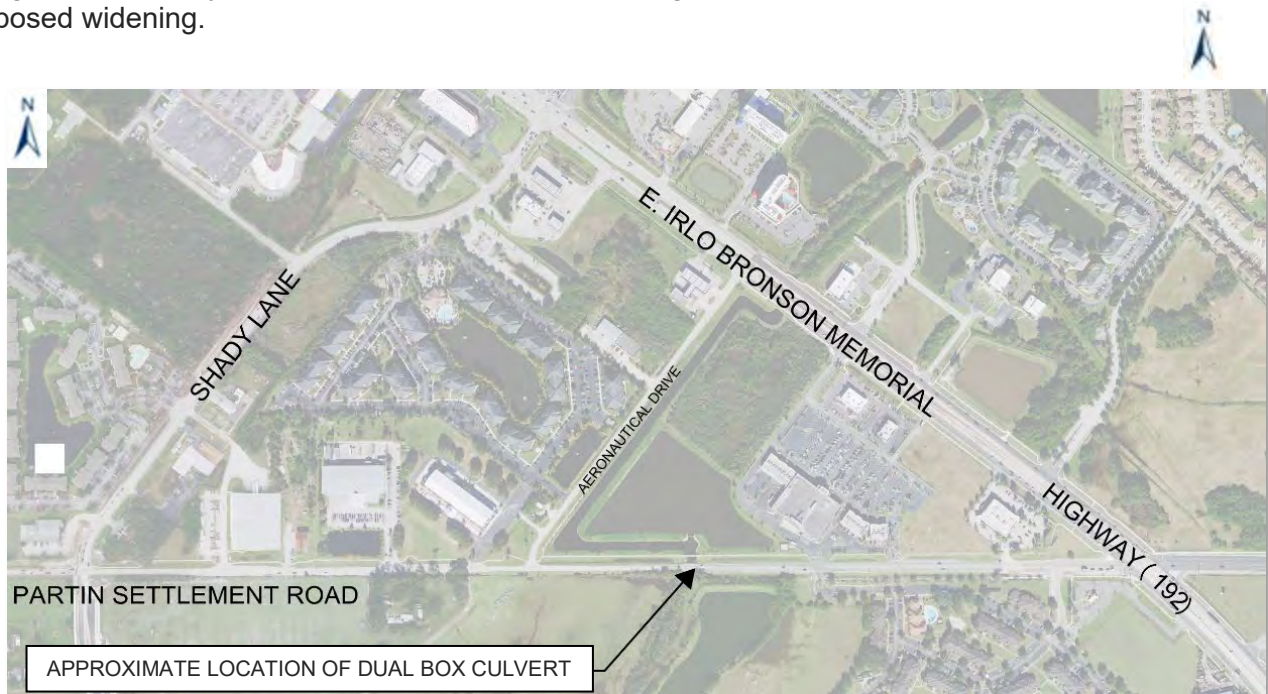 posed widening.
N
N
E. IRLO BRONSON MEMORIAL
HIGHWAY ( 192)
SHADY LANE
AERONAUTICAL DRIVE
PARTIN SETTLEMENT ROAD
APPROXIMATE LOCATION OF DUAL BOX CULVERT